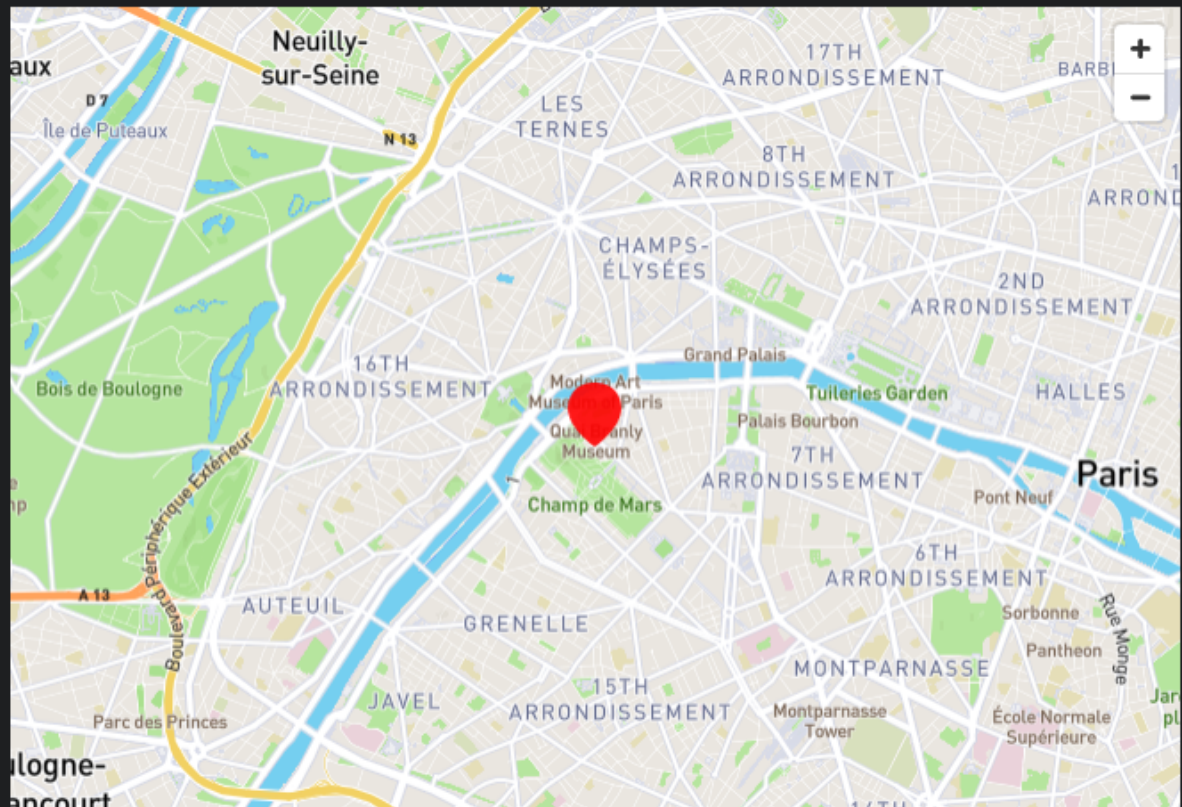 Neuilly-
sur-Seine
aux
D 7
Île de Puteaux
N 13
LES
TERNES
17TH
ARRONDISSEMENT
+
−
8TH
ARRONDISSEMENT
CHAMPS-
ÉLYSÉES
2ND
ARRONDISSEMENT
16TH
ARRONDISSEMENT
Bois de Boulogne
Grand Palais
Modern Art
Museum of Paris
Quai Branly
Museum
Tuileries Garden
HALLES
Palais Bourbon
7TH
ARRONDISSEMENT
Paris
Pont Neuf
Champ de Mars
1
Boulevard Périphérique Extérieur
A 13
AUTEUIL
GRENELLE
6TH
ARRONDISSEMENT
Sorbonne
Rue Monge
Pantheon
MONTPARNASSE
JAVEL
15TH
ARRONDISSEMENT
Montparnasse
Tower
École Normale
Supérieure
Parc des Princes